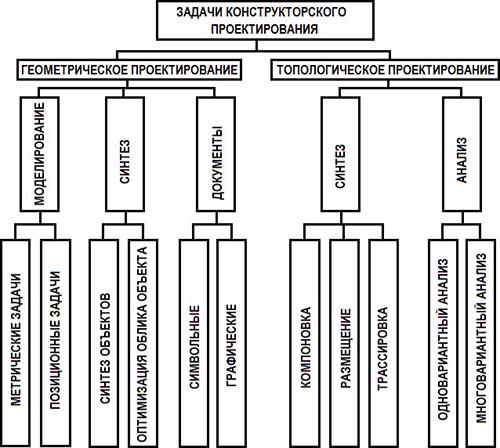 ЗАДАЧИ КОНСТРУКТОРСКОГО
ПРОЕКТИРОВАНИЯ
ГЕОМЕТРИЧЕСКОЕ ПРОЕКТИРОВАНИЕ
ТОПОЛОГИЧЕСКОЕ ПРОЕКТИРОВАНИЕ
МОДЕЛИРОВАНИЕ
СИНТЕЗ
ДОКУМЕНТЫ
СИНТЕЗ
АНАЛИЗ
МЕТРИЧЕСКИЕ ЗАДАЧИ
ПОЗИЦИОННЫЕ ЗАДАЧИ
СИНТЕЗ ОБЪЕКТОВ
ОПТИМИЗАЦИЯ ОБЛИКА ОБЪЕКТА
СИМВОЛЬНЫЕ
ГРАФИЧЕСКИЕ
КОМПОНОВКА
РАЗМЕЩЕНИЕ
ТРАССИРОВКА
ОДНОВАРИАНТНЫЙ АНАЛИЗ
МНОГОВАРИАНТНЫЙ АНАЛИЗ